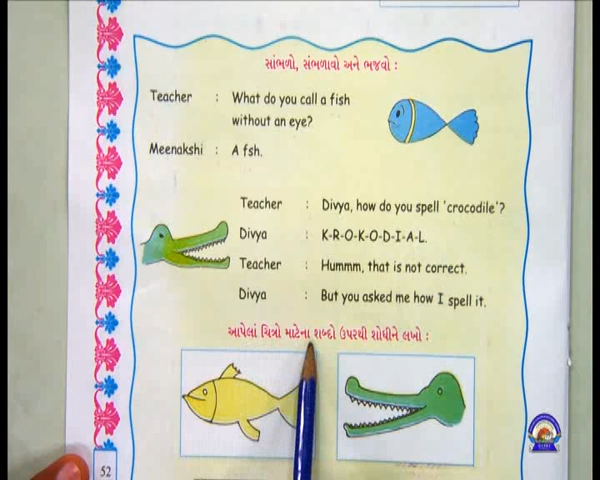 સાંભળો, સંભળાવો અને ભજવો :
Teacher : What do you call a fish
without an eye?
Meenakshi : A fsh.
Teacher : Divya, how do you spell 'crocodile'?
Divya : K-R-O-K-O-D-I-A-L.
Teacher : Hummm, that is not correct.
Divya : But you asked me how I spell it.
આપેલાં ચિત્રો માટેના શબ્દો ઉપરથી શોધીને લખો :
52